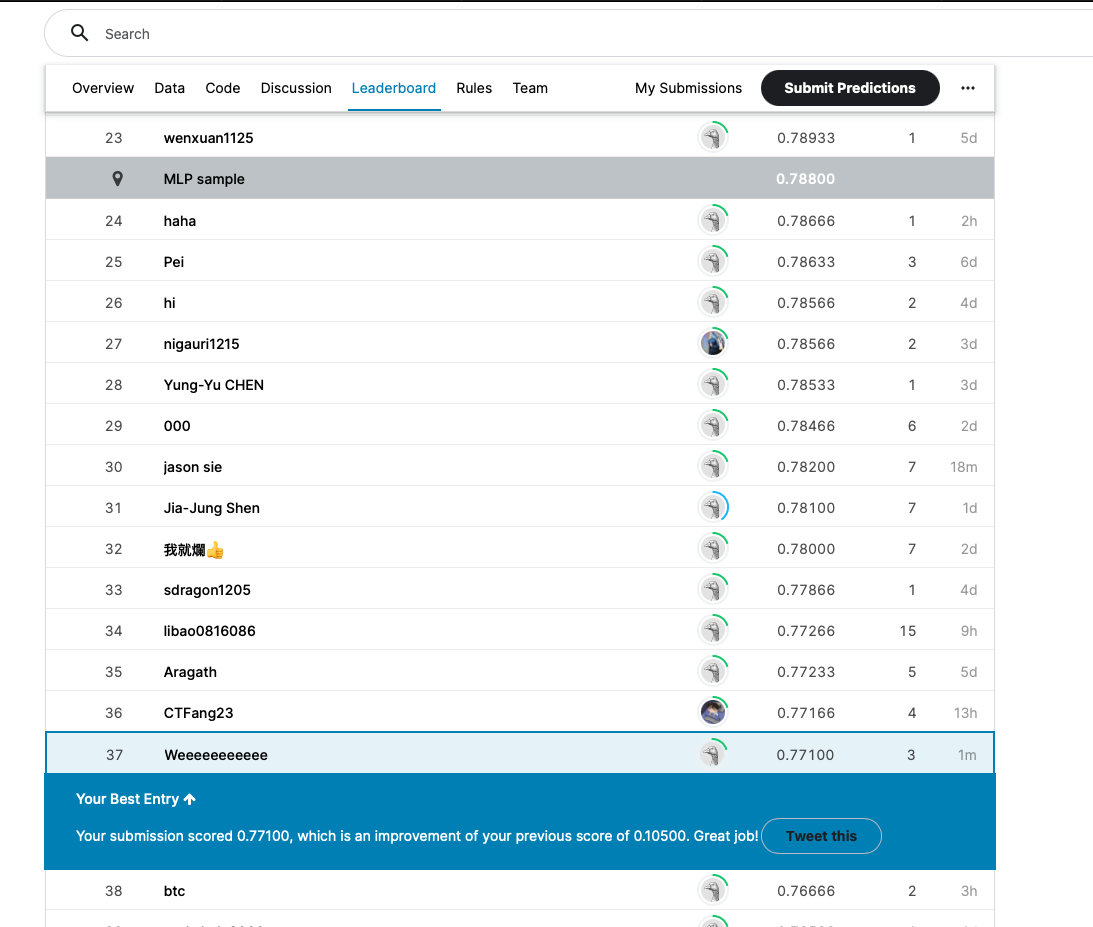 Search
Overview Data Code Discussion Leaderboard Rules Team My Submissions Submit Predictions ...
23 wenxuan1125 0.78933 1 5d
MLP sample 0.78800
24 haha 0.78666 1 2h
25 Pei 0.78633 3 6d
26 hi 0.78566 2 4d
27 nigauri1215 0.78566 2 3d
28 Yung-Yu CHEN 0.78533 1 3d
29 000 0.78466 6 2d
30 jason sie 0.78200 7 18m
31 Jia-Jung Shen 0.78100 7 1d
32 我就爛👍 0.78000 7 2d
33 sdragon1205 0.77866 1 4d
34 libao0816086 0.77266 15 9h
35 Aragath 0.77233 5 5d
36 CTFang23 0.77166 4 13h
37 Weeeeeeeeeee 0.77100 3 1m
Your Best Entry ↑
Your submission scored 0.77100, which is an improvement of your previous score of 0.10500. Great job! Tweet this
38 btc 0.76666 2 3h